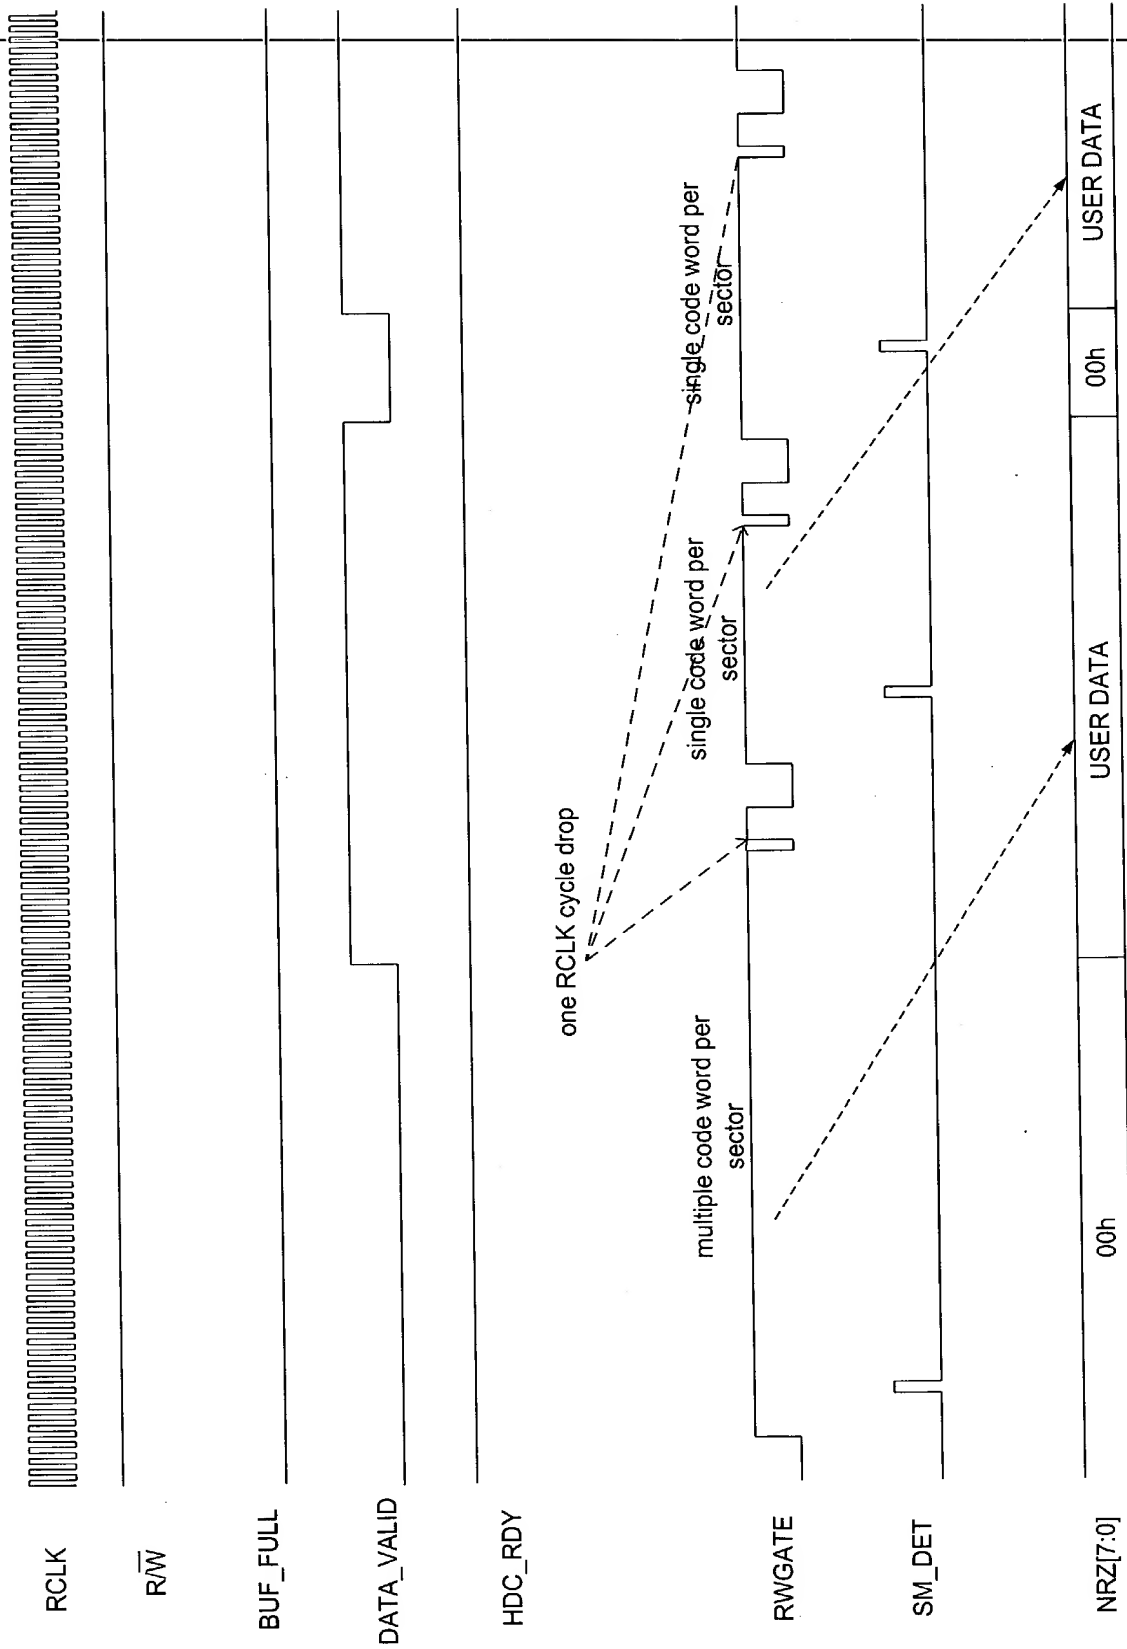 RCLK
R/W̅
BUF_FULL
DATA_VALID
HDC_RDY
one RCLK cycle drop
multiple code word per
sector
single code word per
sector
single code word per
sector
RWGATE
SM_DET
NRZ[7:0]
00h
USER DATA
00h
USER DATA